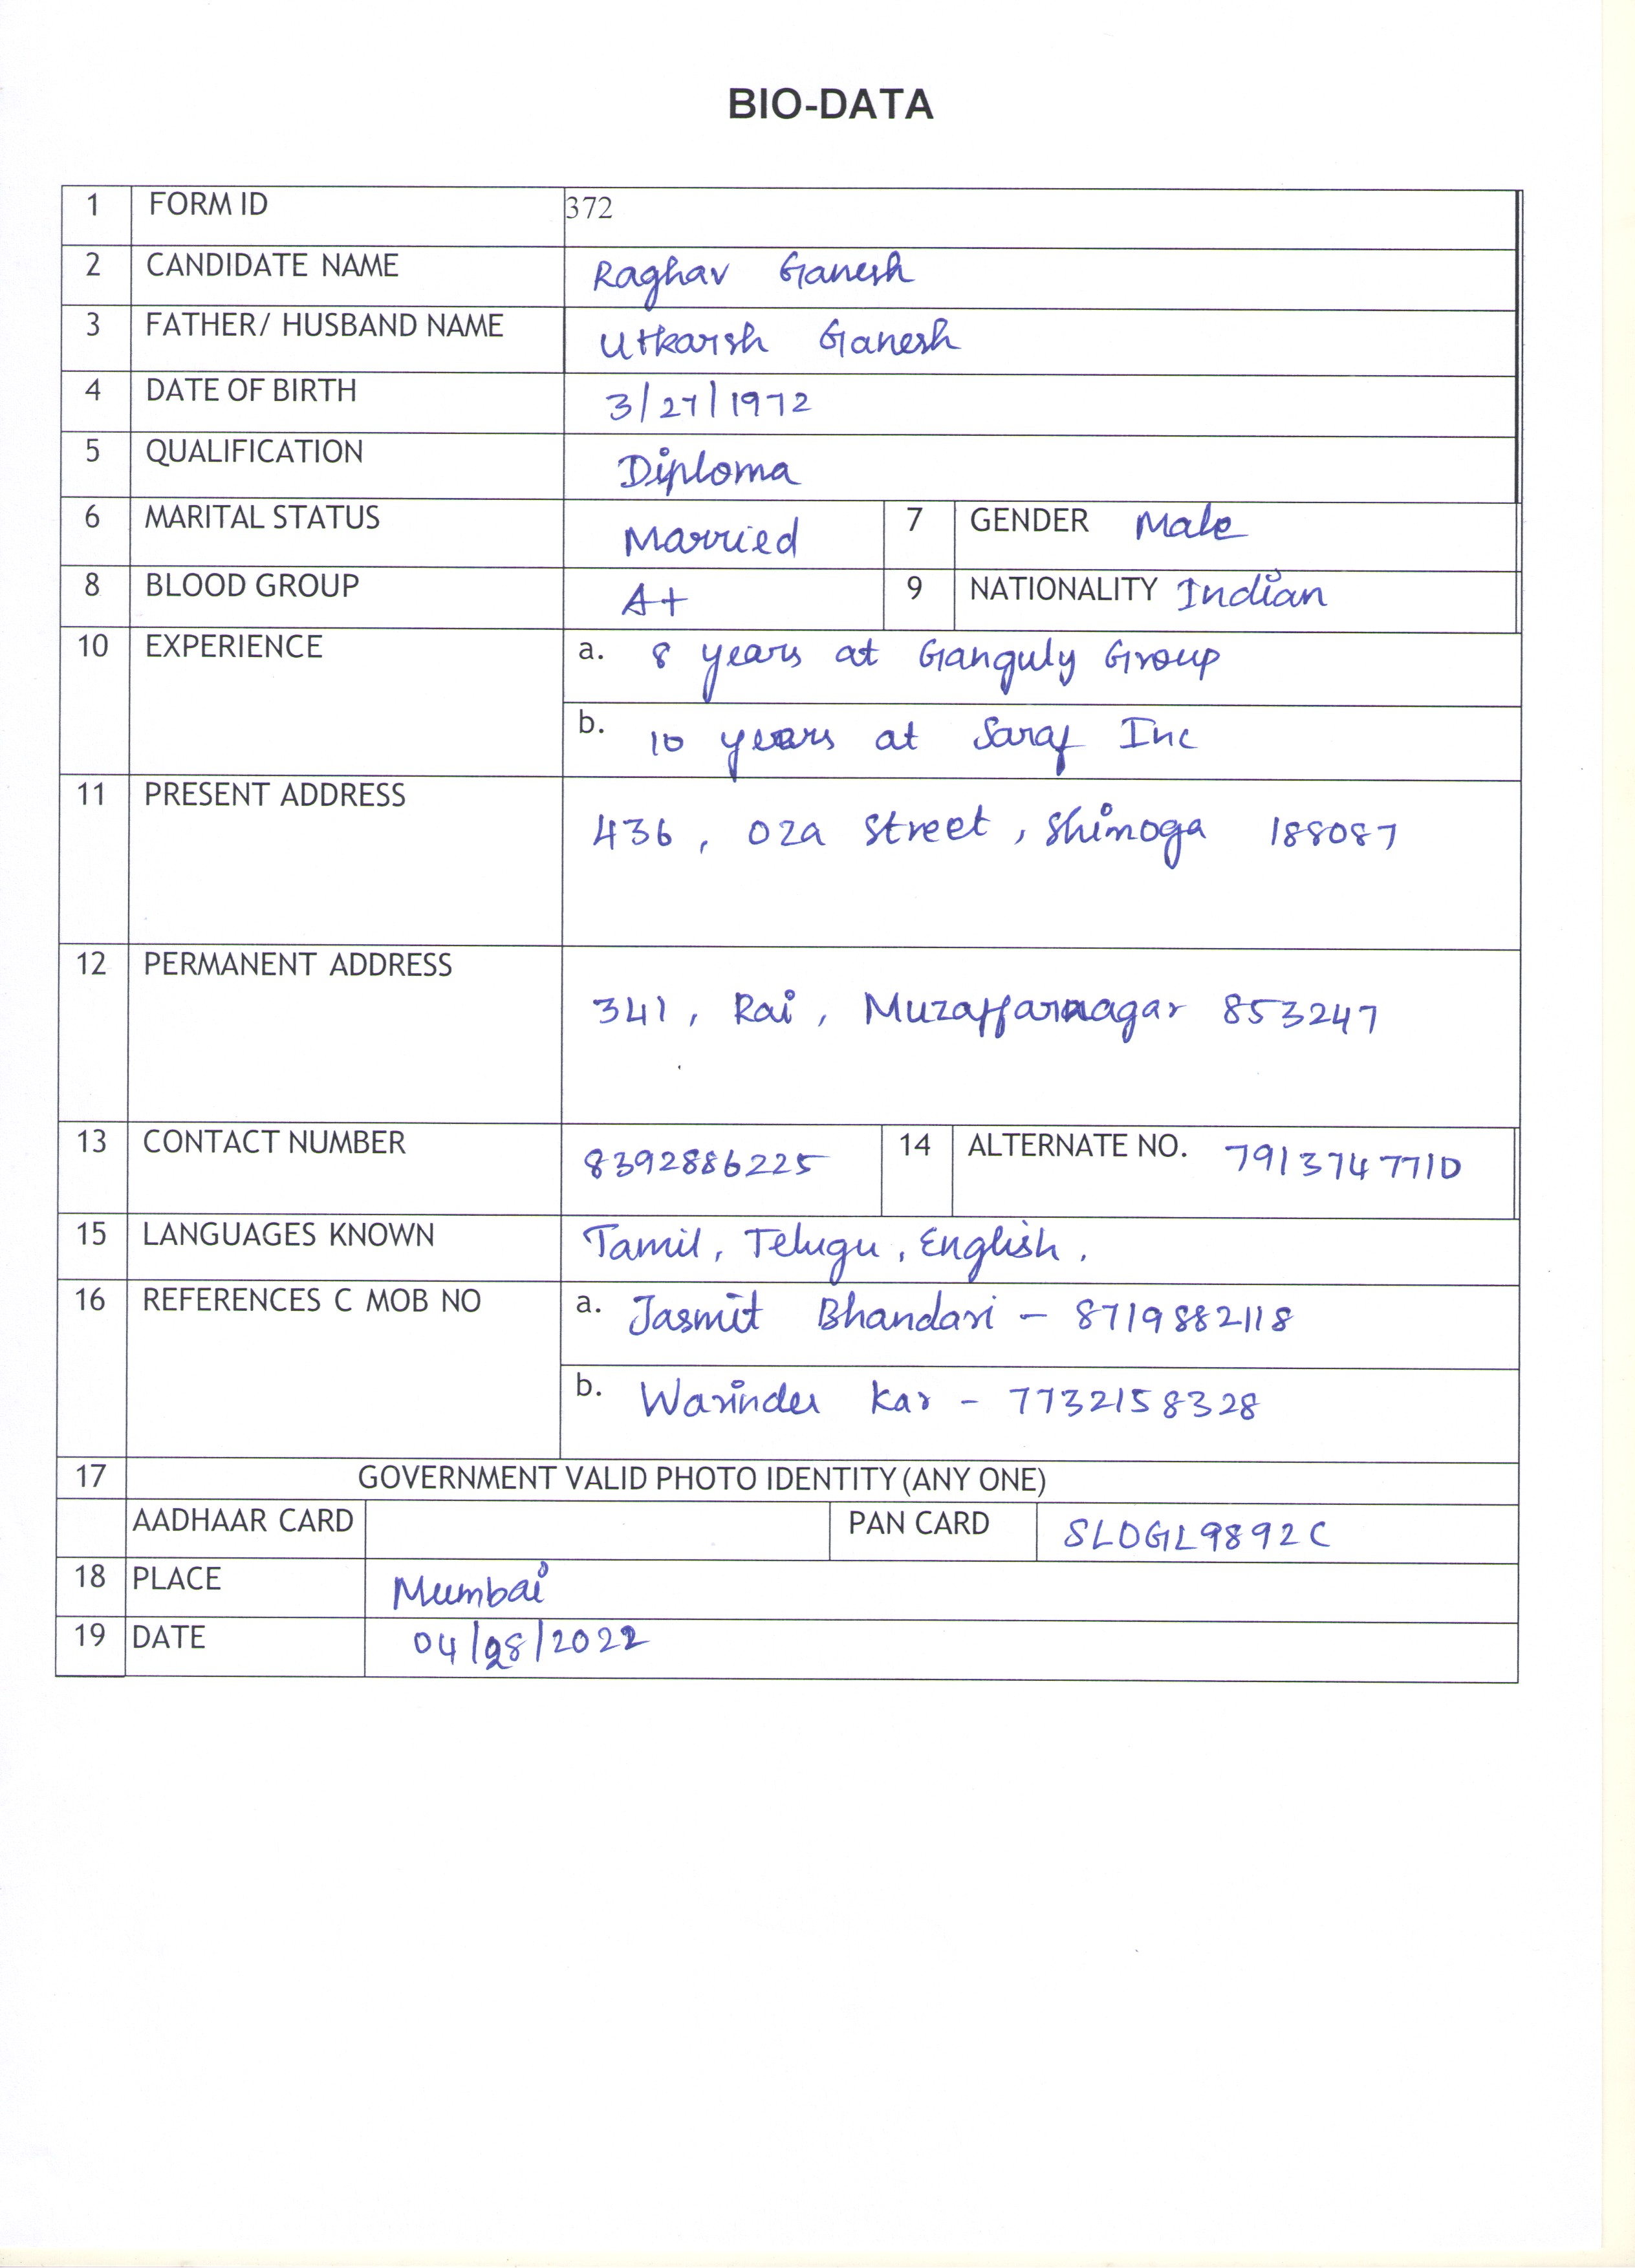 BIO-DATA
1 FORM ID 372
2 CANDIDATE NAME Raghav Ganesh
3 FATHER/ HUSBAND NAME Utkarsh Ganesh
4 DATE OF BIRTH 3/27/1972
5 QUALIFICATION Diploma
6 MARITAL STATUS Married 7 GENDER Male
8 BLOOD GROUP A+ 9 NATIONALITY Indian
10 EXPERIENCE a. 8 years at Ganguly Group
b. 10 years at Saraf Inc
11 PRESENT ADDRESS 436, Oza Street, Shimoga 188087
12 PERMANENT ADDRESS 341, Rai, Muzaffarnagar 853247
13 CONTACT NUMBER 8392886225 14 ALTERNATE NO. 7913747710
15 LANGUAGES KNOWN Tamil, Telugu, English.
16 REFERENCES C MOB NO a. Jasmit Bhandari - 8719882118
b. Warinder Kar - 7732158328
17 GOVERNMENT VALID PHOTO IDENTITY (ANY ONE)
AADHAAR CARD PAN CARD SLOGL9892C
18 PLACE Mumbai
19 DATE 04/28/2022